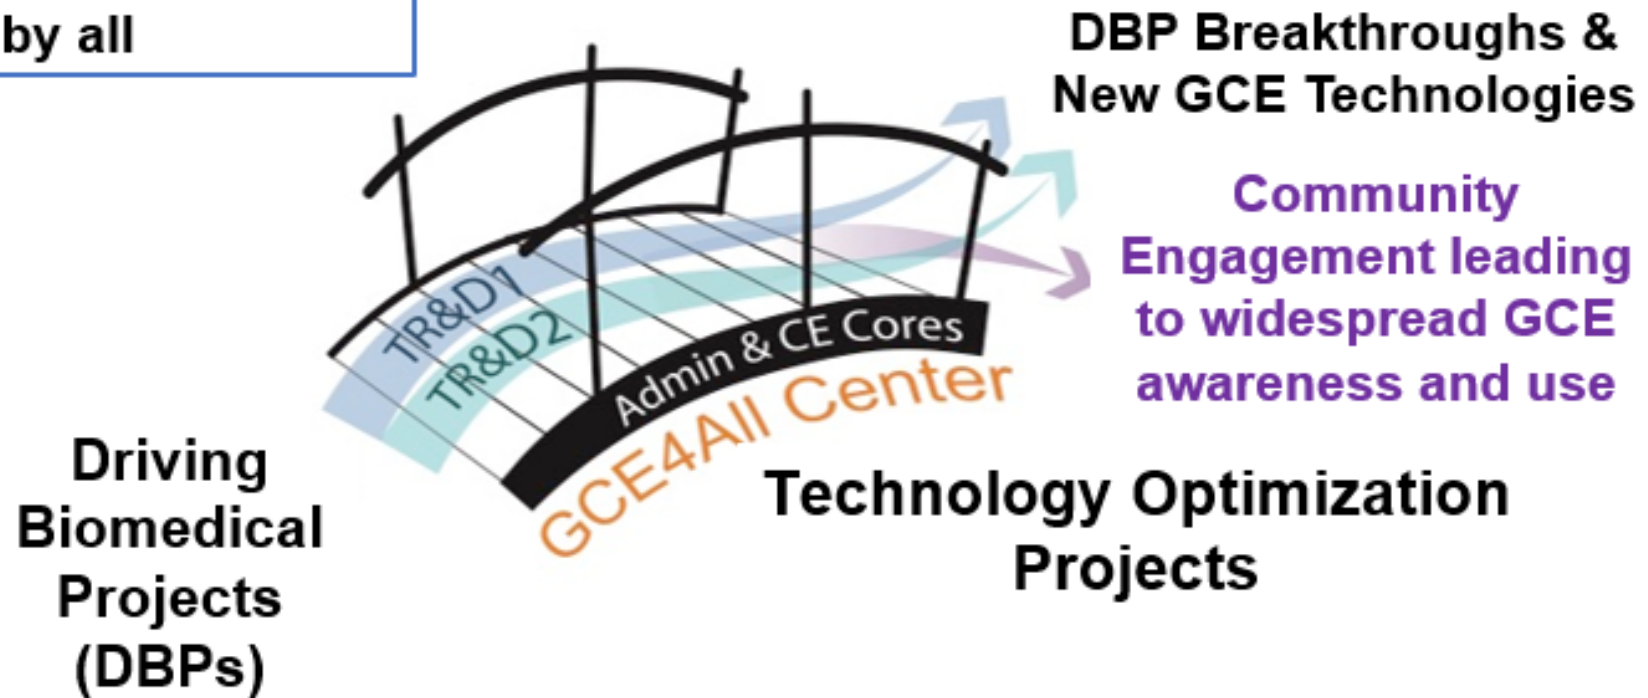 by all
DBP Breakthroughs &
New GCE Technologies
Community
Engagement leading
to widespread GCE
awareness and use
TR&D1
TR&D2
Admin & CE Cores
GCE4All Center
Driving
Biomedical
Projects
(DBPs)
Technology Optimization
Projects